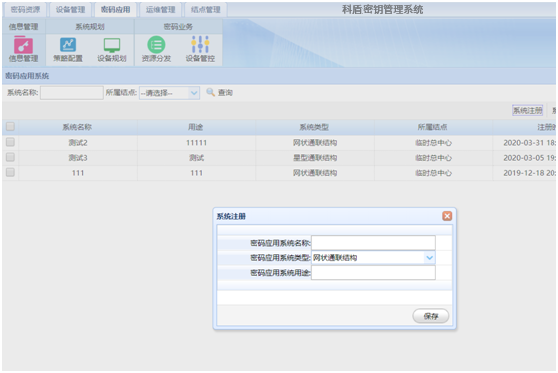 密码资源 设备管理 密码应用 运维管理 结点管理 科盾密钥管理系统
信息管理 系统规划 密码业务
信息管理 策略配置 设备规划 资源分发 设备管控
密码应用系统
系统名称: 所属结点: --请选择-- 查询
系统注册
系统名称 用途 系统类型 所属结点 注册
测试2 11111 网状通联结构 临时总中心 2020-03-31 18:
测试3 测试 星型通联结构 临时总中心 2020-03-05 19:
111 111 网状通联结构 临时总中心 2019-12-18 20:
系统注册
密码应用系统名称:
密码应用系统类型: 网状通联结构
密码应用系统用途:
保存